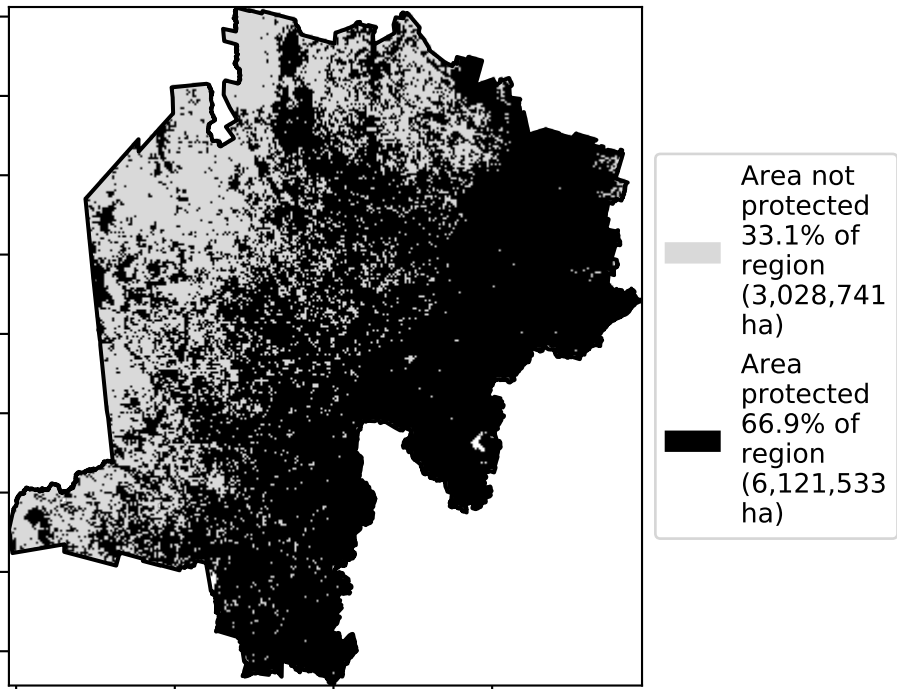 Area not
protected
33.1% of
region
(3,028,741
ha)
Area
protected
66.9% of
region
(6,121,533
ha)